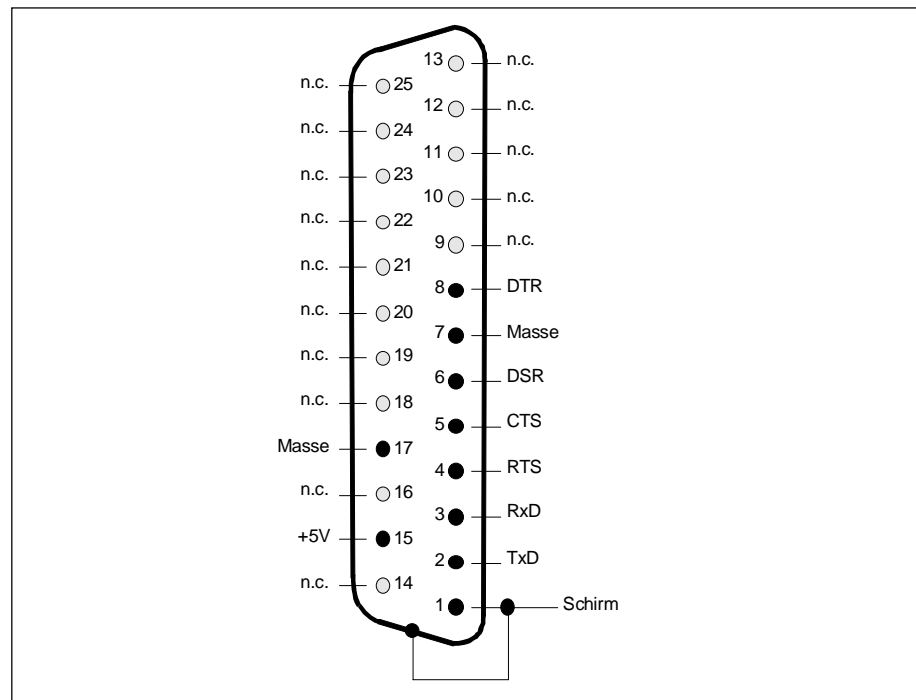 13 n.c.
n.c. 25
12 n.c.
n.c. 24
11 n.c.
n.c. 23
10 n.c.
n.c. 22
9 n.c.
n.c. 21
8 DTR
n.c. 20
7 Masse
n.c. 19
6 DSR
n.c. 18
5 CTS
Masse 17
4 RTS
n.c. 16
3 RxD
+5V 15
2 TxD
n.c. 14
1 Schirm